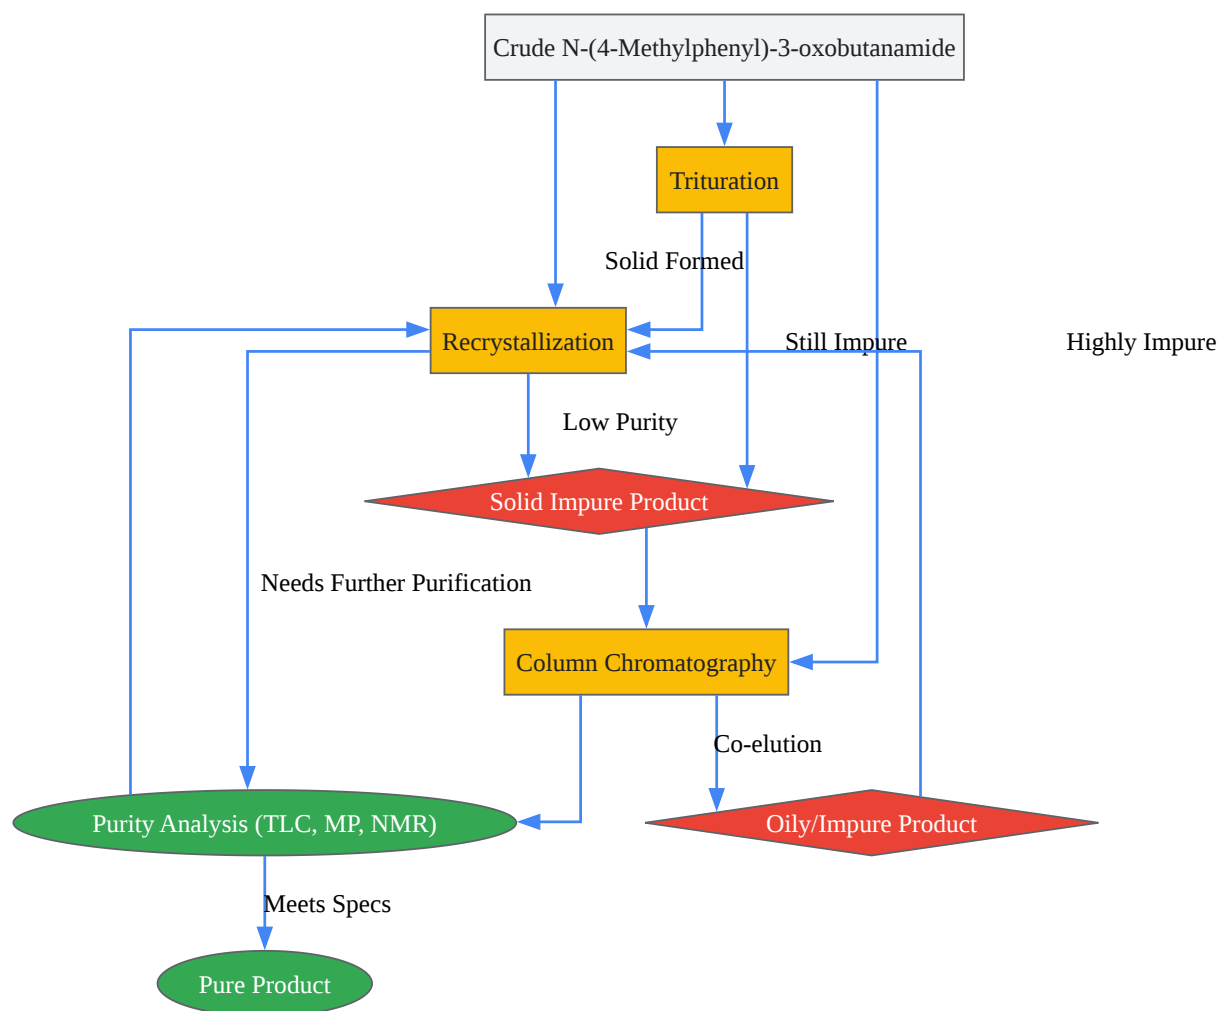 Crude N-(4-Methylphenyl)-3-oxobutanamide
Trituration
Solid Formed
Recrystallization
Still Impure
Highly Impure
Low Purity
Solid Impure Product
Needs Further Purification
Column Chromatography
Co-elution
Purity Analysis (TLC, MP, NMR)
Oily/Impure Product
Meets Specs
Pure Product